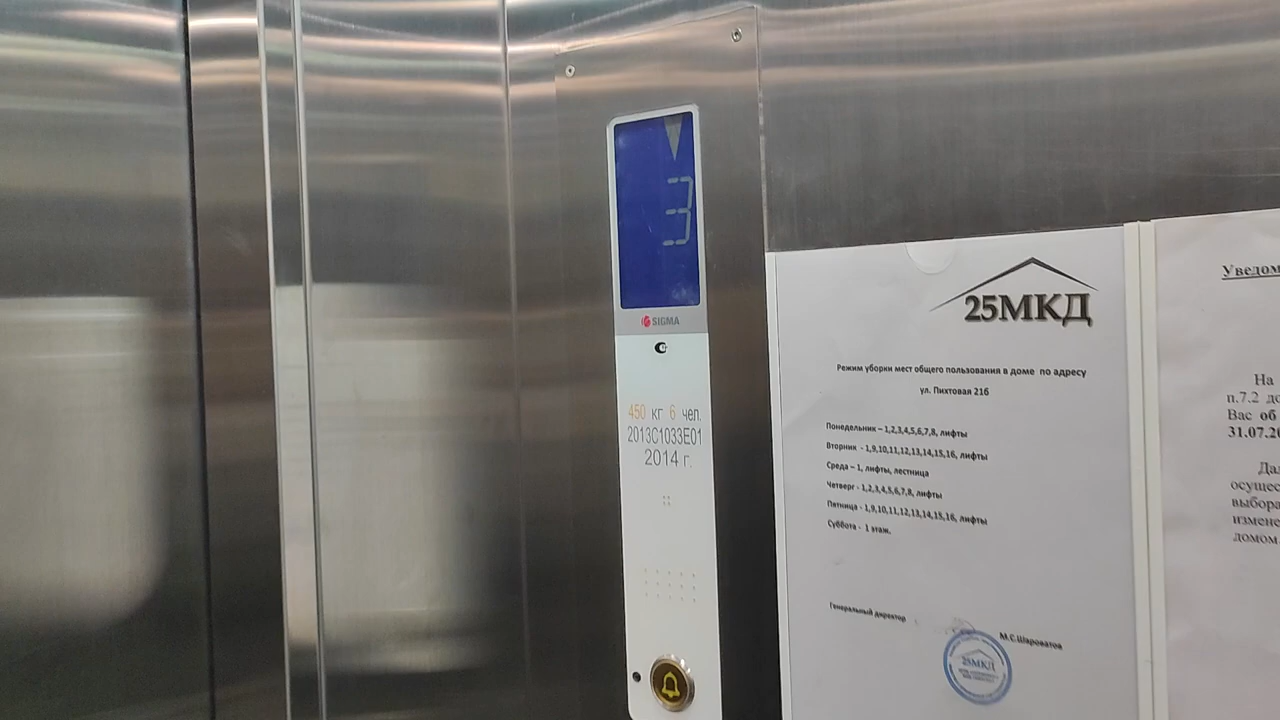 3
SIGMA
450 кг 6 чел.
2013C1033E01
2014 г.
25МКД
Режим уборки мест общего пользования в доме по адресу
ул. Пихтовая 21б
Понедельник – 1,2,3,4,5,6,7,8, лифты
Вторник - 1,9,10,11,12,13,14,15,16, лифты
Среда – 1, лифты, лестница
Четверг - 1,2,3,4,5,6,7,8, лифты
Пятница - 1,9,10,11,12,13,14,15,16, лифты
Суббота - 1 этаж.
Генеральный директор
М.С.Шароватов
25МКД
Уведом
На
п.7.2 до
Вас об
31.07.20
Дал
осущес
выбора
измене
домом